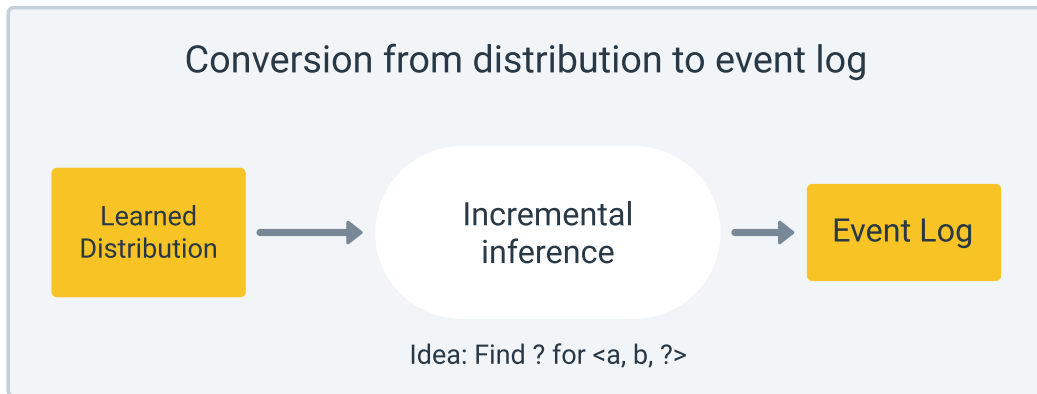 Conversion from distribution to event log
Learned
Distribution
Incremental
inference
Event Log
Idea: Find ? for <a, b, ?>